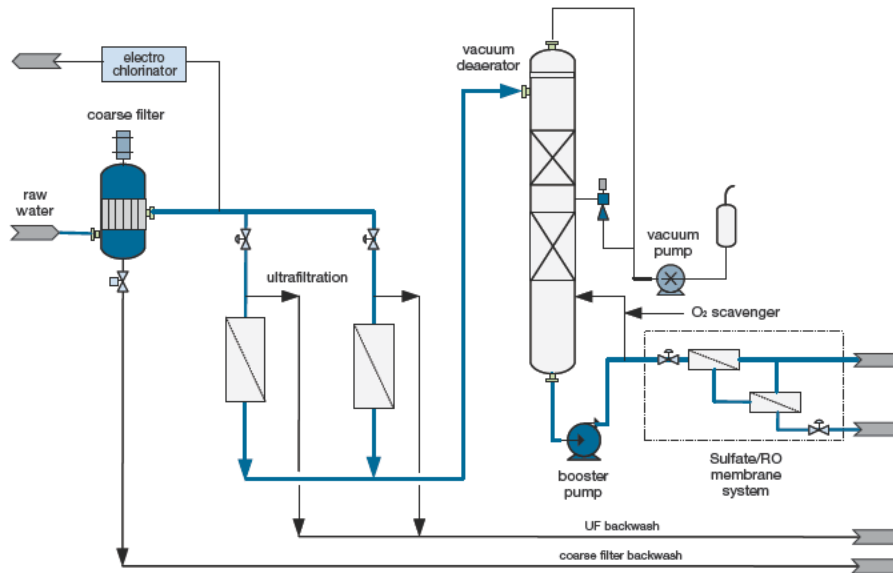 electro
chlorinator
vacuum
deaerator
coarse filter
raw
water
vacuum
pump
ultrafiltration
O₂ scavenger
booster
pump
Sulfate/RO
membrane
system
UF backwash
coarse filter backwash